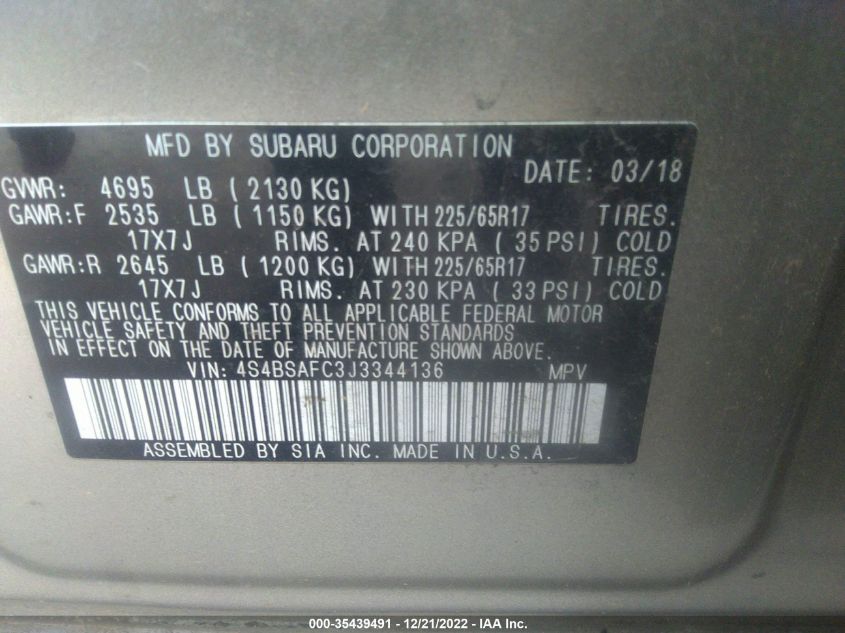 MFD BY SUBARU CORPORATION
DATE: 03/18
GVWR: 4695 LB ( 2130 KG)
GAWR:F 2535 LB ( 1150 KG) WITH 225/65R17 TIRES.
17X7J RIMS. AT 240 KPA ( 35 PSI) COLD
GAWR:R 2645 LB ( 1200 KG) WITH 225/65R17 TIRES.
17X7J RIMS. AT 230 KPA ( 33 PSI) COLD
THIS VEHICLE CONFORMS TO ALL APPLICABLE FEDERAL MOTOR
VEHICLE SAFETY AND THEFT PREVENTION STANDARDS
IN EFFECT ON THE DATE OF MANUFACTURE SHOWN ABOVE.
VIN: 4S4BSAFC3J3344136 MPV
ASSEMBLED BY SIA INC. MADE IN U.S.A.
000-35439491 - 12/21/2022 - IAA Inc.